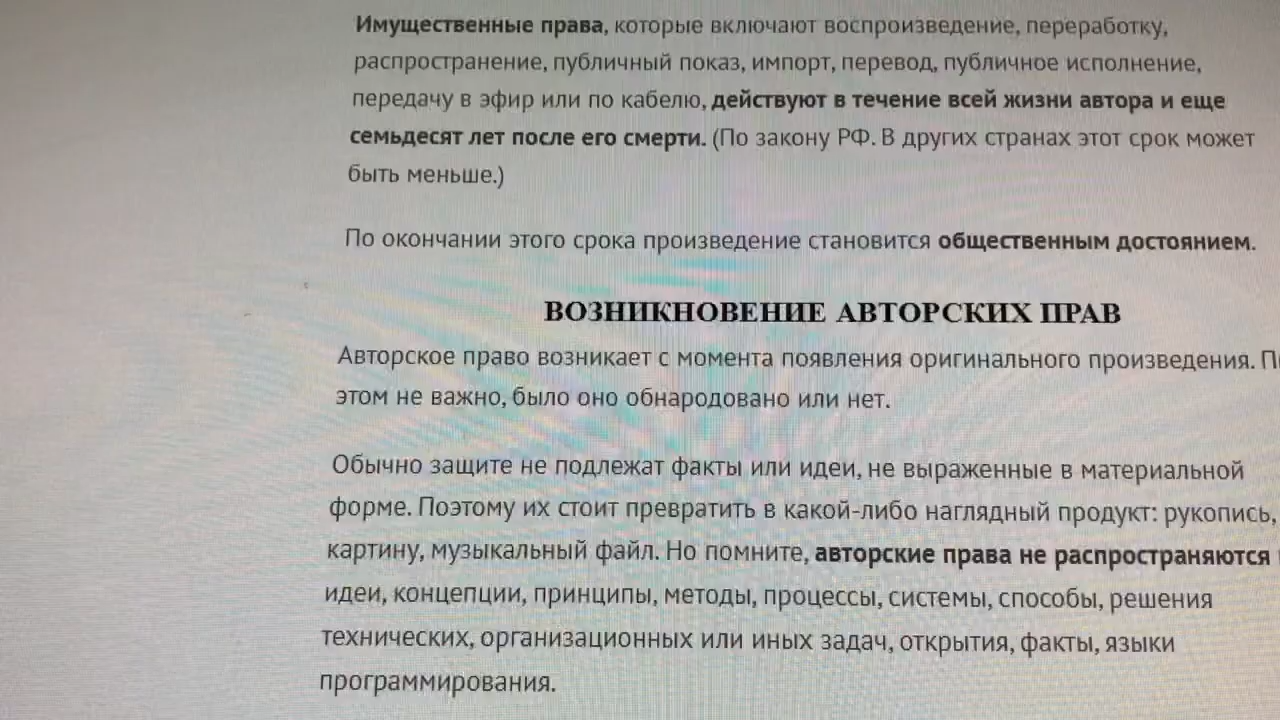 Имущественные права, которые включают воспроизведение, переработку,
распространение, публичный показ, импорт, перевод, публичное исполнение,
передачу в эфир или по кабелю, действуют в течение всей жизни автора и еще
семьдесят лет после его смерти. (По закону РФ. В других странах этот срок может
быть меньше.)
По окончании этого срока произведение становится общественным достоянием.
ВОЗНИКНОВЕНИЕ АВТОРСКИХ ПРАВ
Авторское право возникает с момента появления оригинального произведения.
этом не важно, было оно обнародовано или нет.
Обычно защите не подлежат факты или идеи, не выраженные в материальной
форме. Поэтому их стоит превратить в какой-либо наглядный продукт: рукопись,
картину, музыкальный файл. Но помните, авторские права не распространяются
идеи, концепции, принципы, методы, процессы, системы, способы, решения
технических, организационных или иных задач, открытия, факты, языки
программирования.